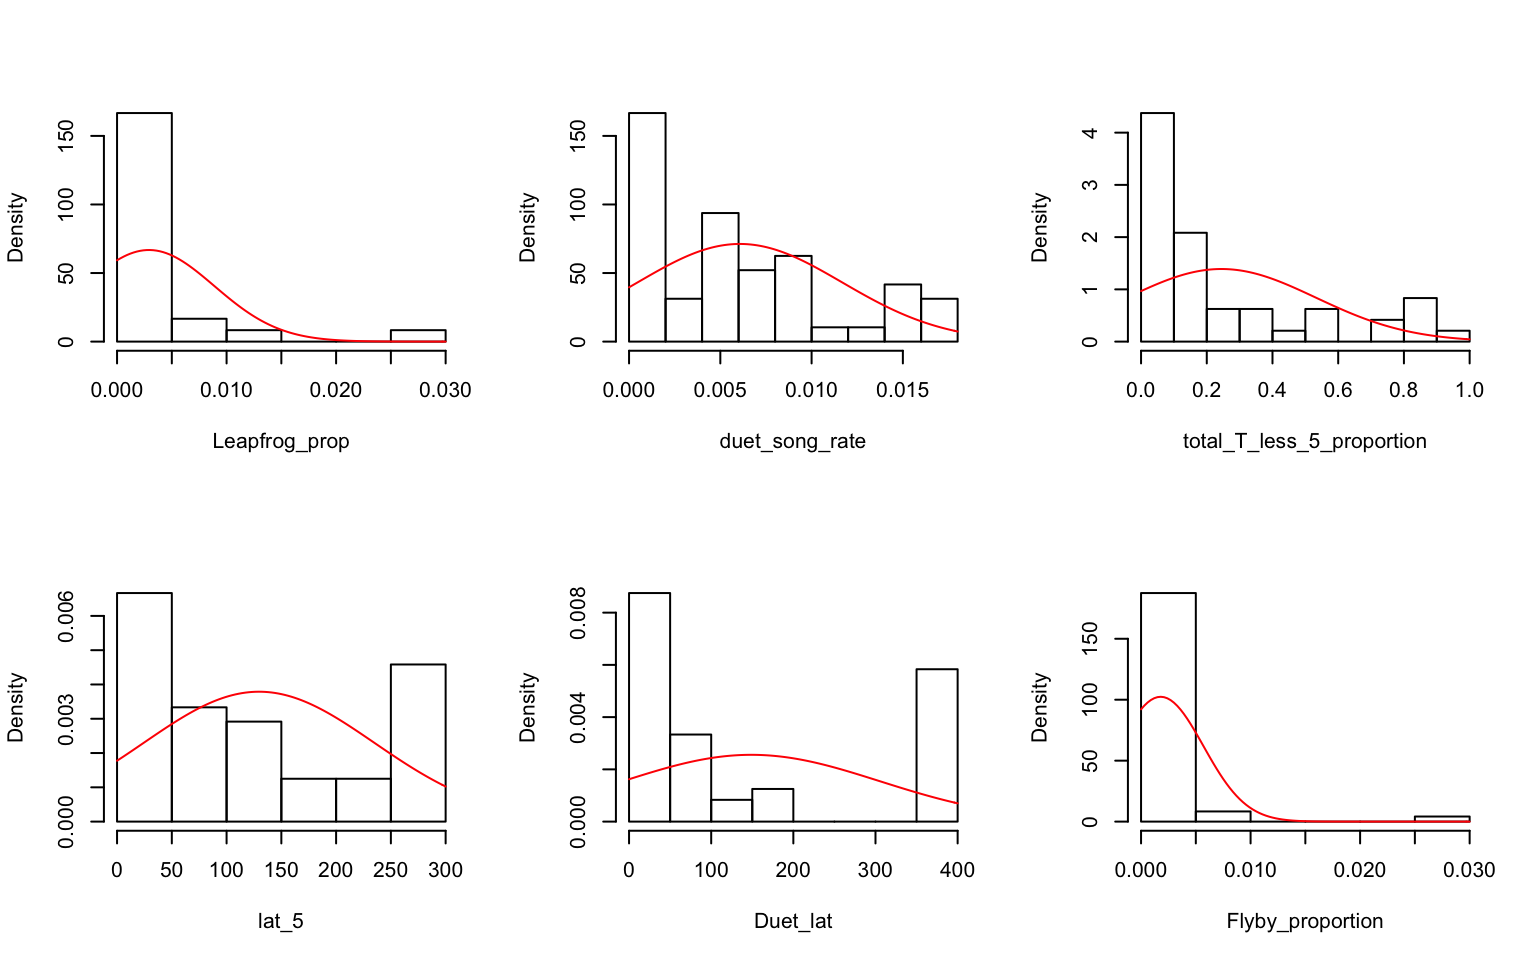 Density
150
100
50
0
0.000 0.010 0.020 0.030
Leapfrog_prop
Density
150
100
50
0
0.000 0.005 0.010 0.015
duet_song_rate
Density
4
3
2
1
0
0.0 0.2 0.4 0.6 0.8 1.0
total_T_less_5_proportion
Density
0.006
0.003
0.000
0 50 100 150 200 250 300
lat_5
Density
0.008
0.004
0.000
0 100 200 300 400
Duet_lat
Density
150
100
50
0
0.000 0.010 0.020 0.030
Flyby_proportion